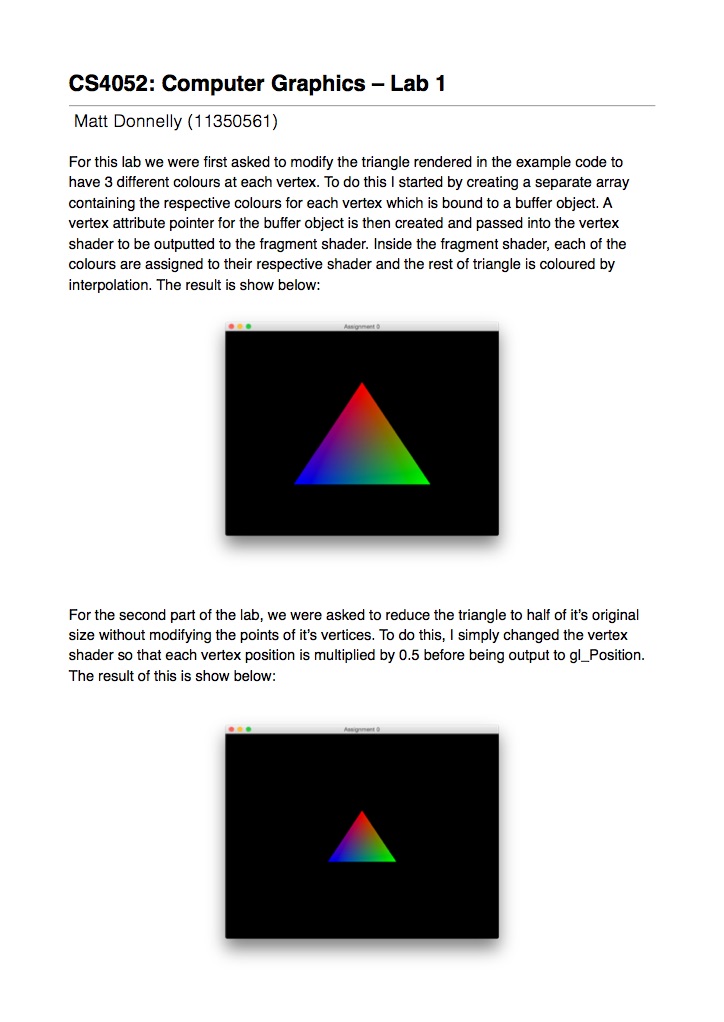 CS4052: Computer Graphics – Lab 1
Matt Donnelly (11350561)
For this lab we were first asked to modify the triangle rendered in the example code to
have 3 different colours at each vertex. To do this I started by creating a separate array
containing the respective colours for each vertex which is bound to a buffer object. A
vertex attribute pointer for the buffer object is then created and passed into the vertex
shader to be outputted to the fragment shader. Inside the fragment shader, each of the
colours are assigned to their respective shader and the rest of triangle is coloured by
interpolation. The result is show below:
Assignment 0
For the second part of the lab, we were asked to reduce the triangle to half of it’s original
size without modifying the points of it’s vertices. To do this, I simply changed the vertex
shader so that each vertex position is multiplied by 0.5 before being output to gl_Position.
The result of this is show below:
Assignment 0